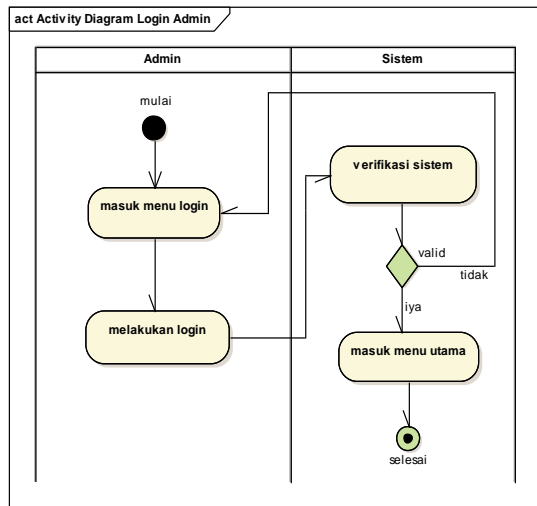 act Activity Diagram Login Admin
Admin
Sistem
mulai
verifikasi sistem
masuk menu login
valid
tidak
iya
melakukan login
masuk menu utama
selesai